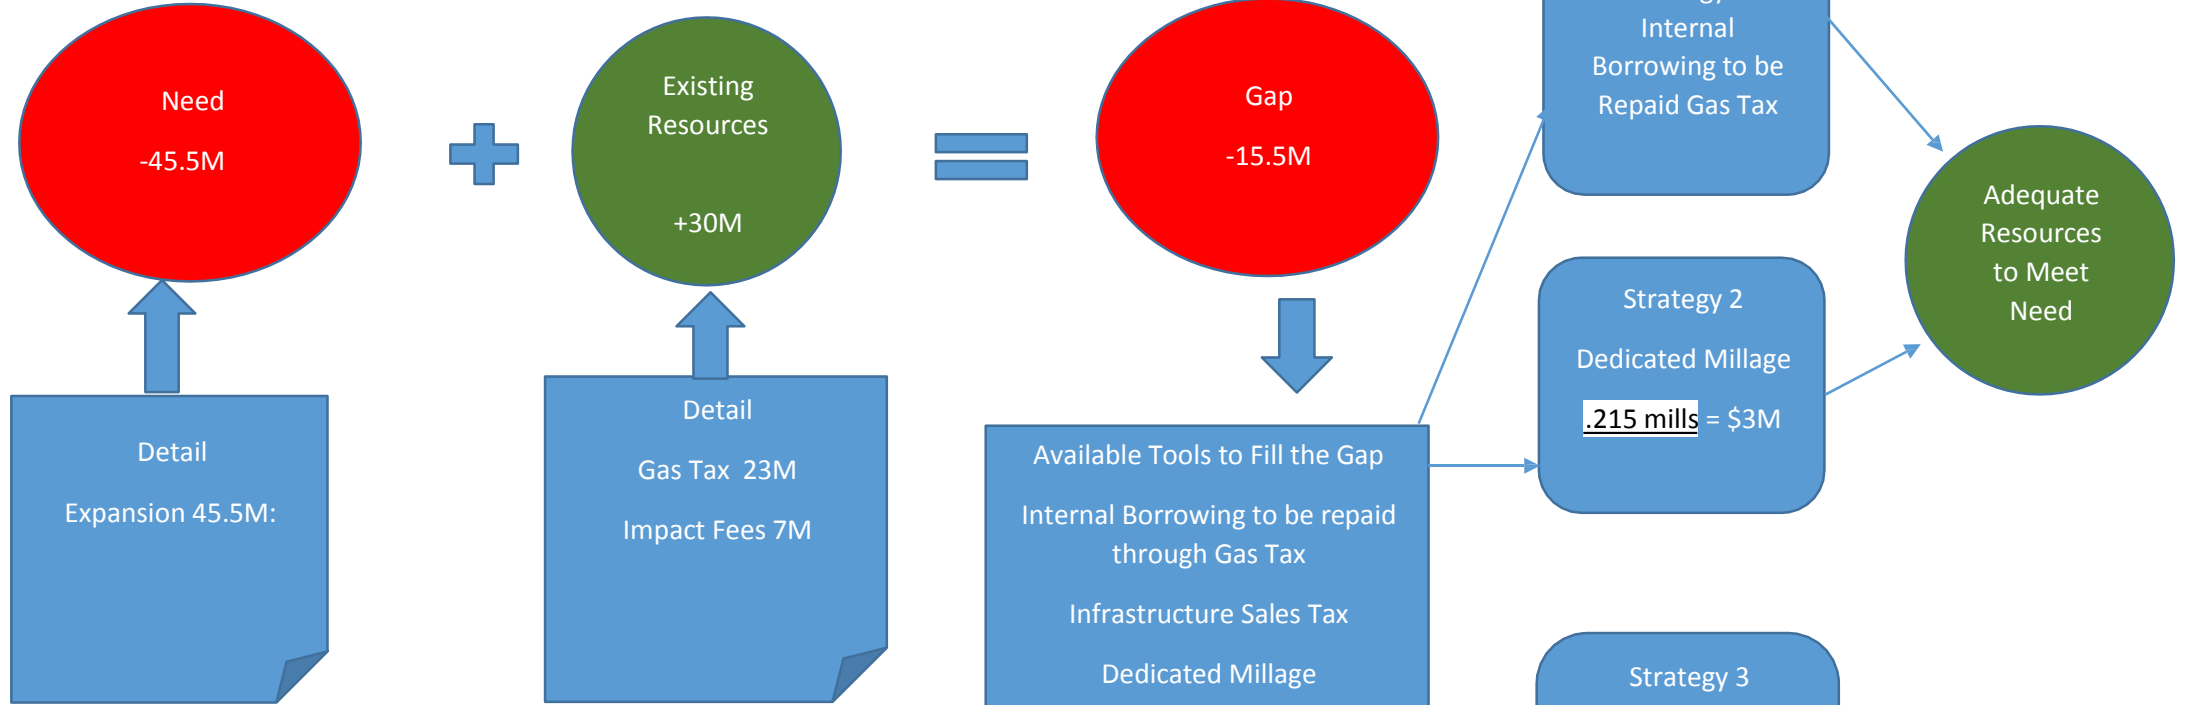 Need
-45.5M
Existing
Resources
+30M
Gap
-15.5M
Internal
Borrowing to be
Repaid Gas Tax
Adequate
Resources
to Meet
Need
Strategy 2
Dedicated Millage
.215 mills = $3M
Detail
Expansion 45.5M:
Detail
Gas Tax  23M
Impact Fees 7M
Available Tools to Fill the Gap
Internal Borrowing to be repaid
through Gas Tax
Infrastructure Sales Tax
Dedicated Millage
Strategy 3